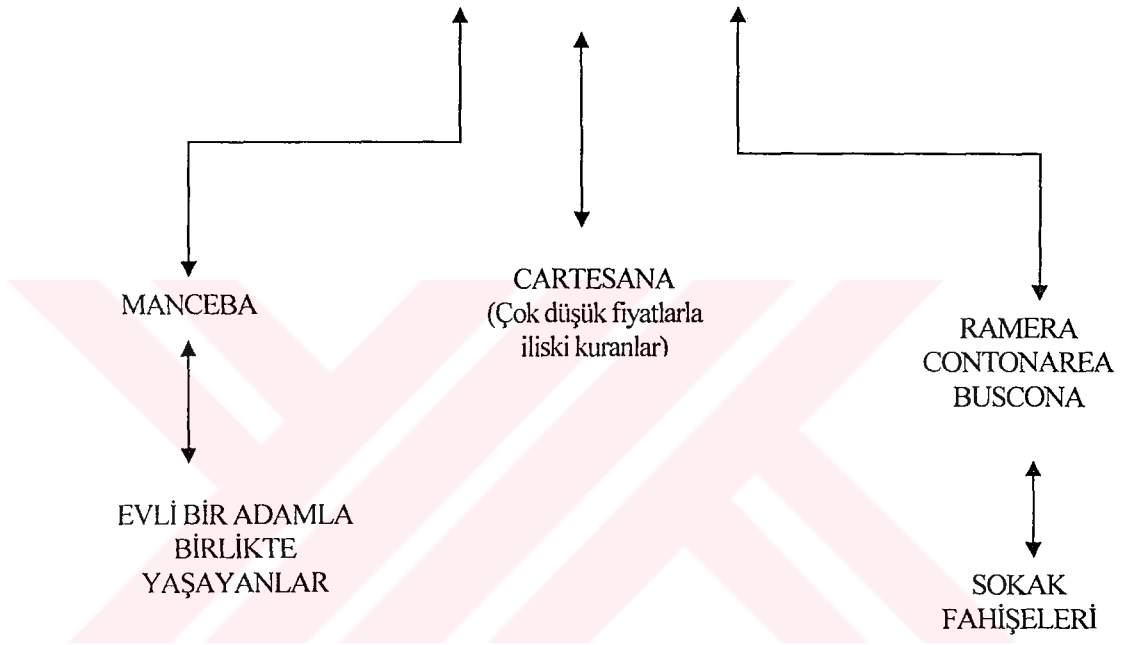 MANCEBA
EVLİ BİR ADAMLA
BİRLİKTE
YAŞAYANLAR
CARTESANA
(Çok düşük fiyatlarla
iliski kuranlar)
RAMERA
CONTONAREA
BUSCONA
SOKAK
FAHİŞELERİ